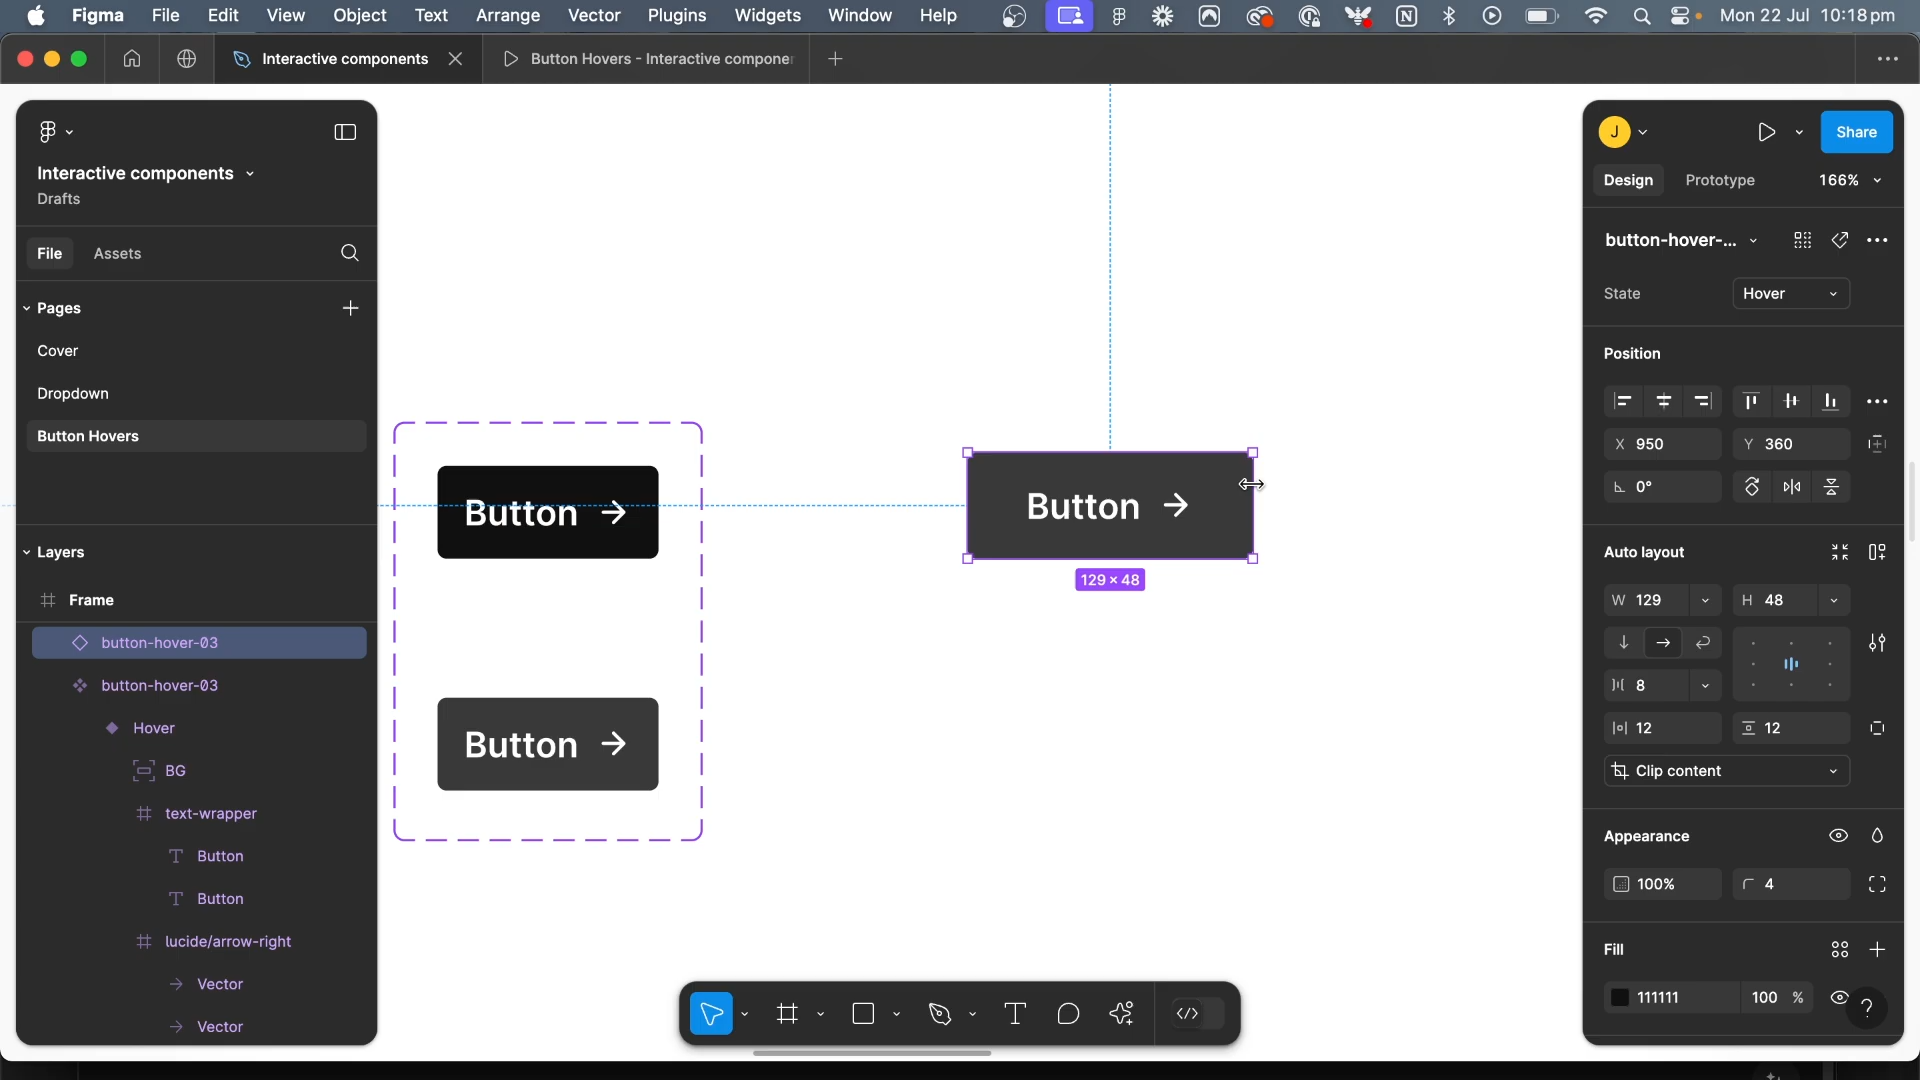 Figma File Edit View Object Text Arrange Vector Plugins Widgets Window Help Mon 22 Jul 10:18 pm
Interactive components
Button Hovers - Interactive compone
Interactive components
Drafts
File Assets
Pages
Cover
Dropdown
Button Hovers
Layers
Frame
button-hover-03
button-hover-03
Hover
BG
text-wrapper
Button
Button
lucide/arrow-right
Vector
Vector
Button
Button
Button
129 × 48
J
Share
Design Prototype 166%
button-hover-...
State Hover
Position
X 950 Y 360
0°
Auto layout
W 129 H 48
8
12 12
Clip content
Appearance
100% 4
Fill
111111 100 %
?